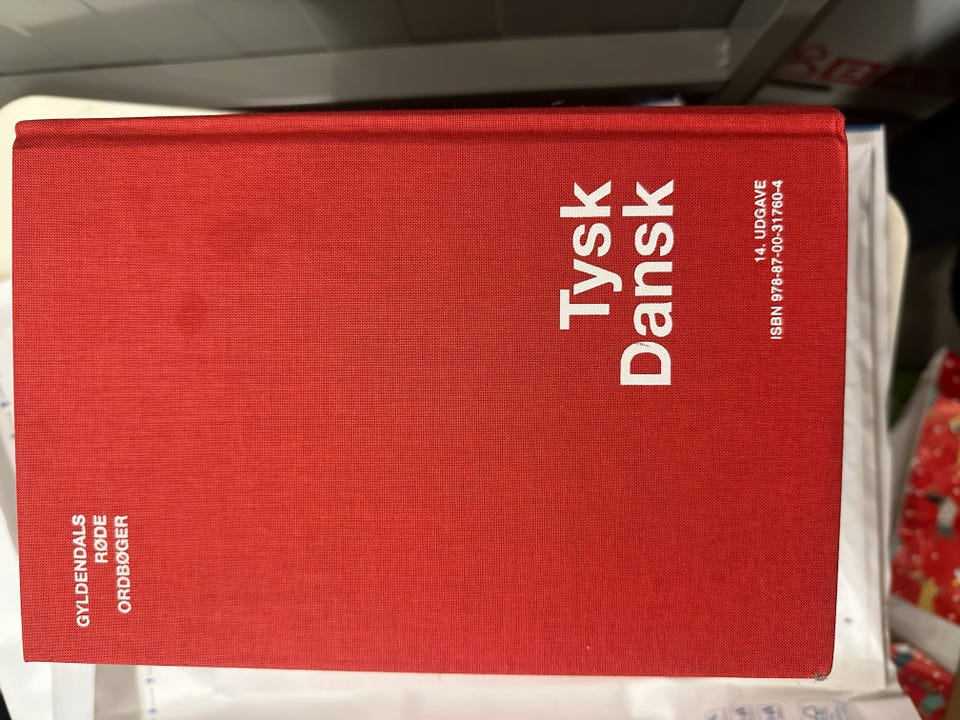 GYLDENDALS
RØDE
ORDBØGER
Tysk
Dansk
14. UDGAVE
ISBN 978-87-00-31760-4